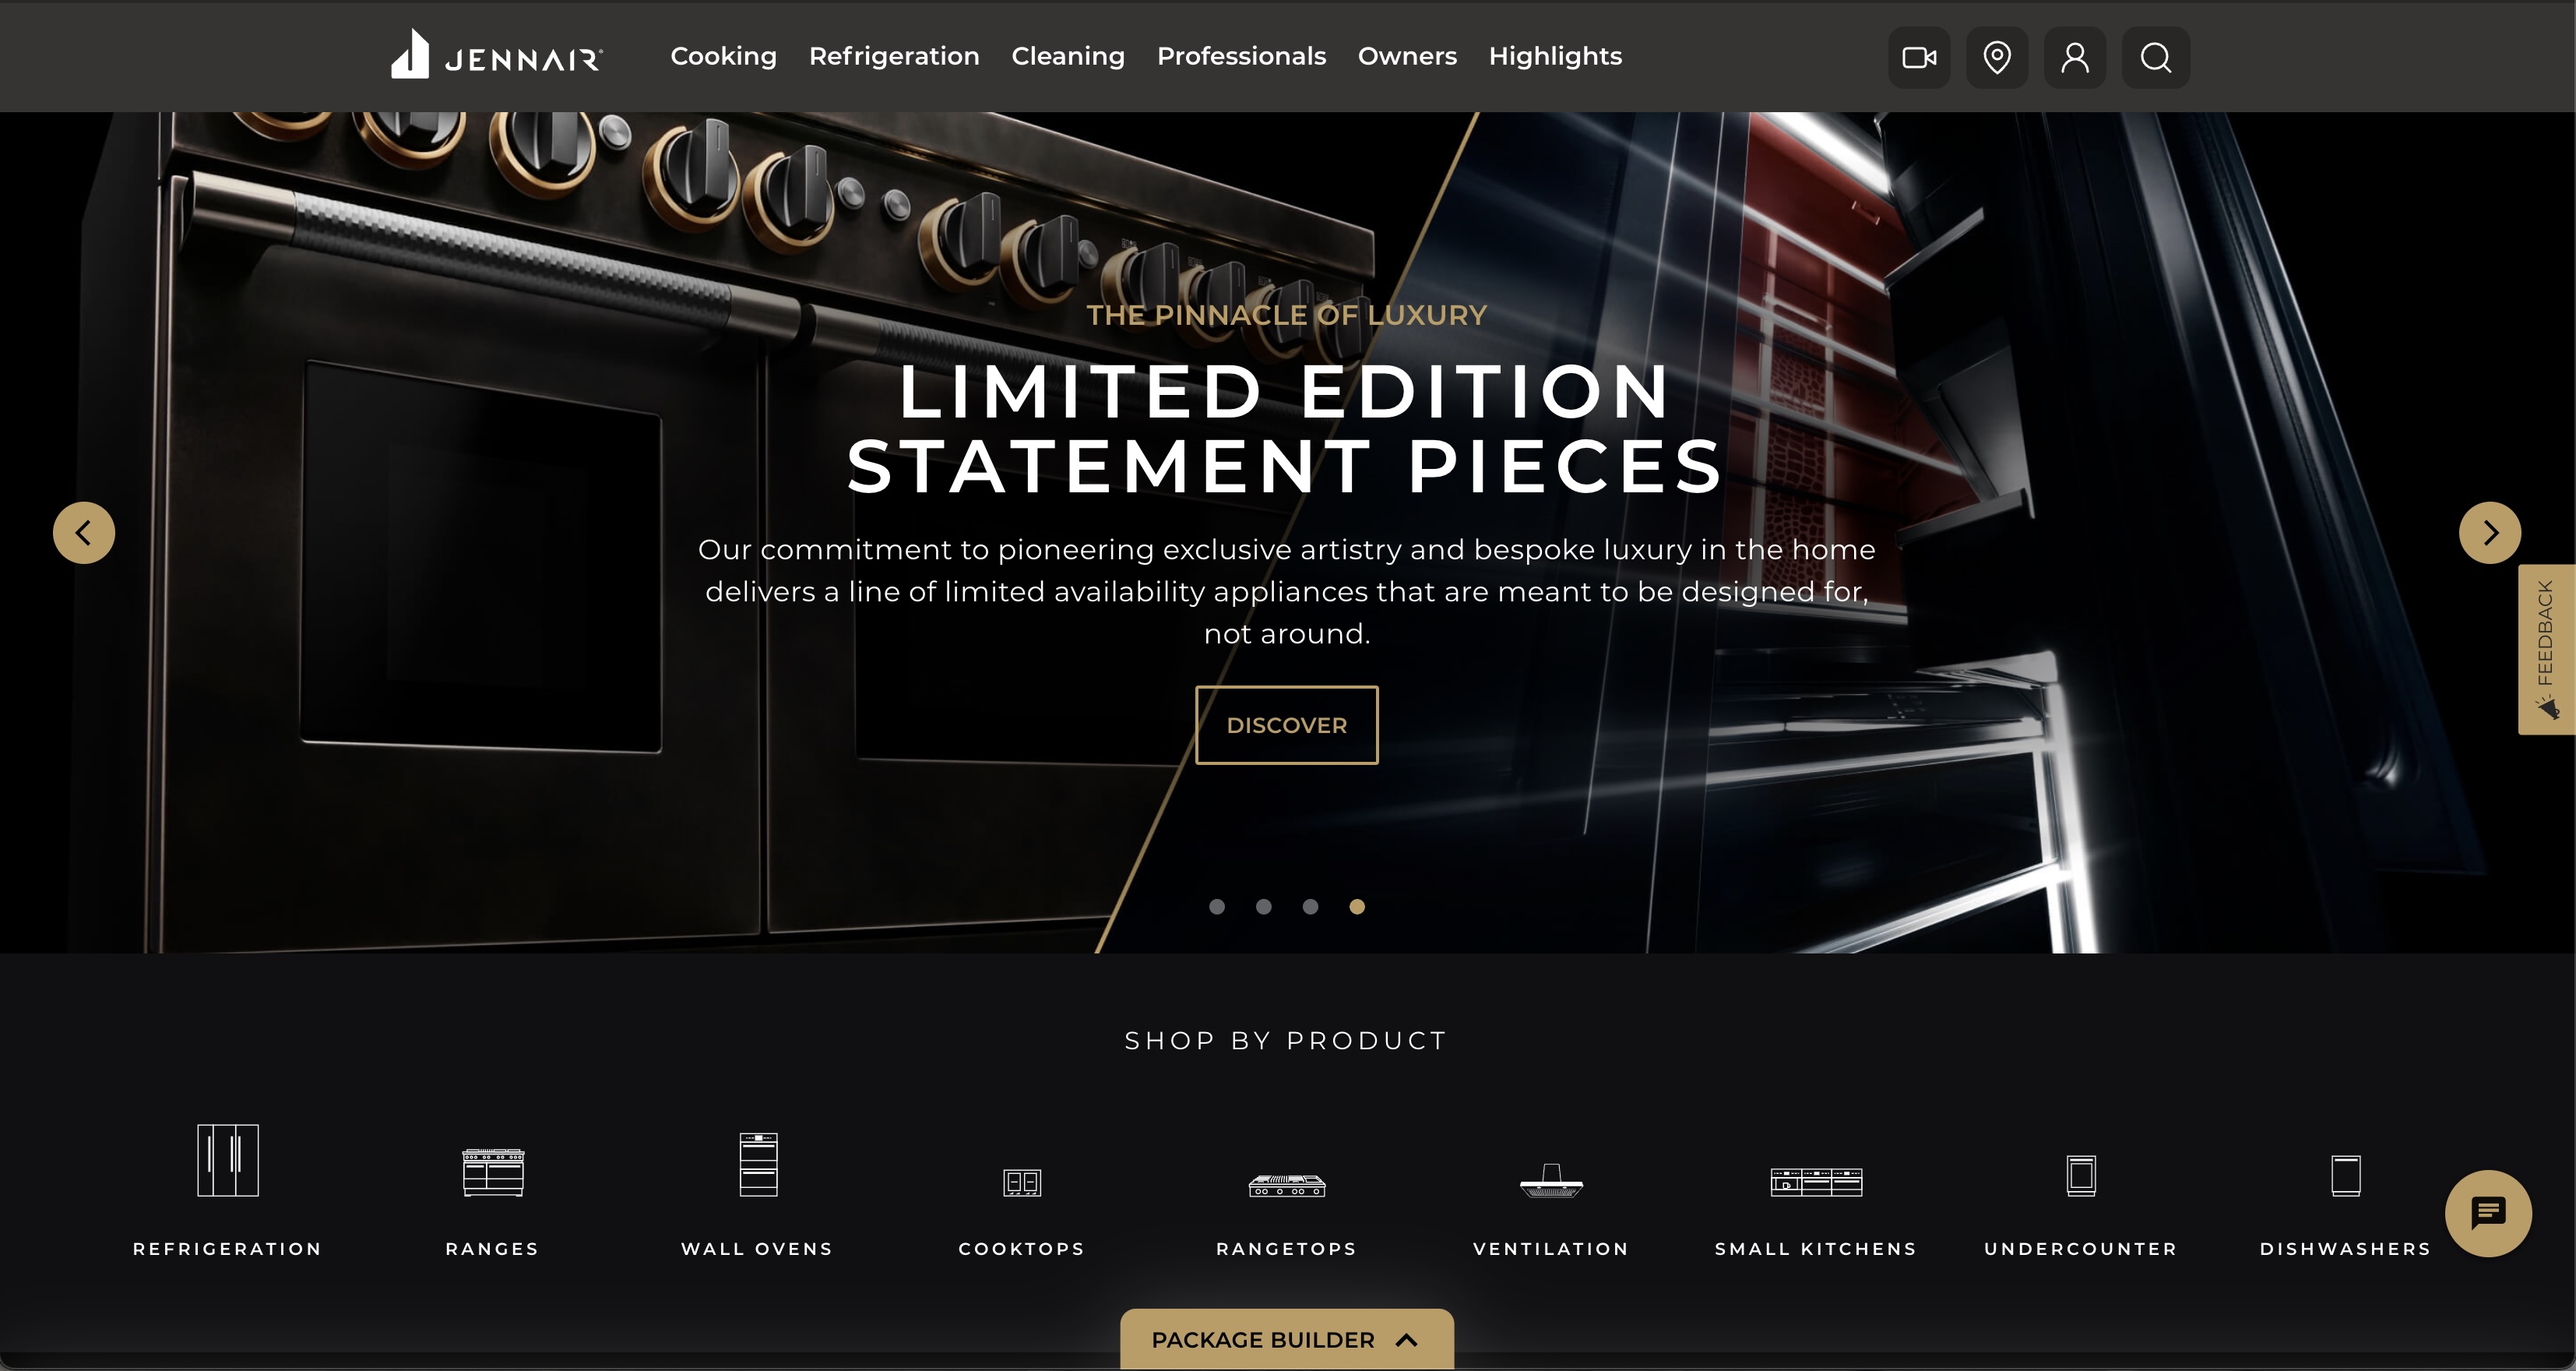 JENNAIR®
Cooking Refrigeration Cleaning Professionals Owners Highlights
THE PINNACLE OF LUXURY
LIMITED EDITION
STATEMENT PIECES
Our commitment to pioneering exclusive artistry and bespoke luxury in the home
delivers a line of limited availability appliances that are meant to be designed for,
not around.
DISCOVER
FEEDBACK
SHOP BY PRODUCT
REFRIGERATION RANGES WALL OVENS COOKTOPS RANGETOPS VENTILATION SMALL KITCHENS UNDERCOUNTER DISHWASHERS
PACKAGE BUILDER